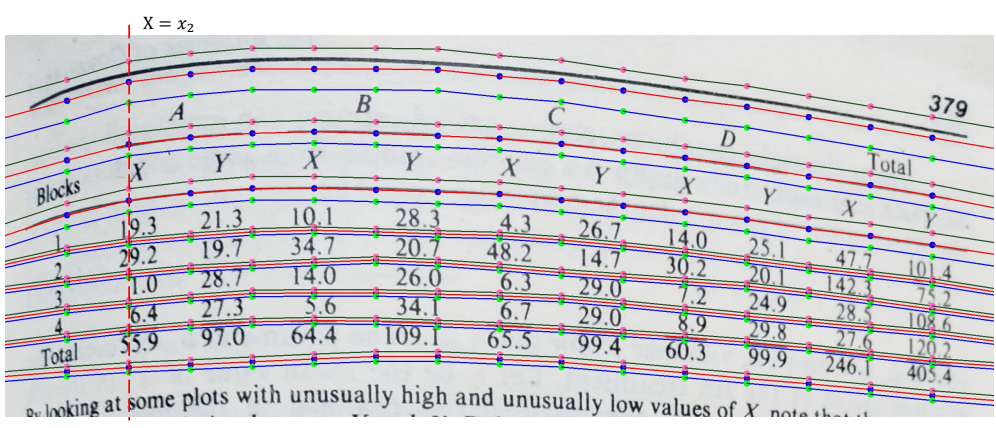 X = x₂
379
A B C D Total
Blocks X Y X Y X Y X Y X Y
1 19.3 21.3 10.1 28.3 4.3 26.7 14.0 25.1 47.7 101.4
2 29.2 19.7 34.7 20.7 48.2 14.7 30.2 20.1 142.3 75.2
3 1.0 28.7 14.0 26.0 6.3 29.0 7.2 24.9 28.5 108.6
4 6.4 27.3 5.6 34.1 6.7 29.0 8.9 29.8 27.6 120.2
Total 55.9 97.0 64.4 109.1 65.5 99.4 60.3 99.9 246.1 405.4
By looking at some plots with unusually high and unusually low values of X, note that